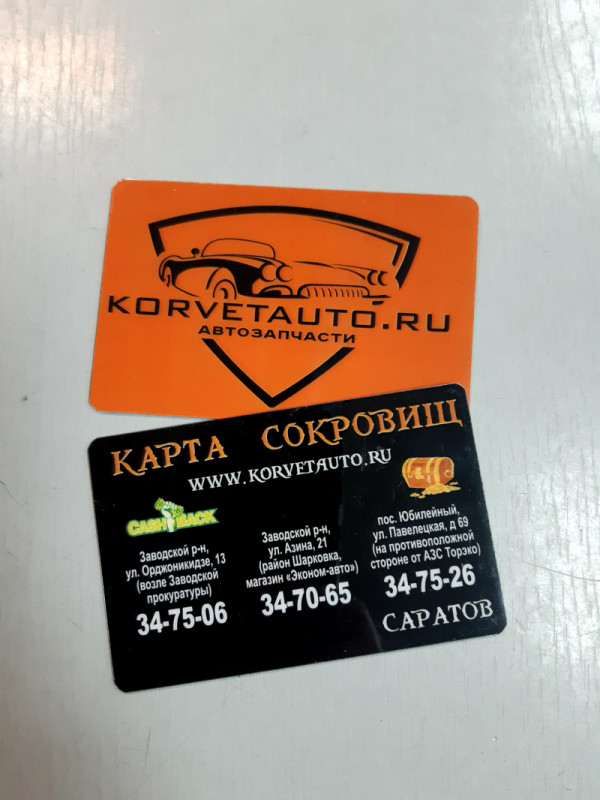 KORVETAUTO.RU
АВТОЗАПЧАСТИ
КАРТА СОКРОВИЩ
WWW.KORVETAUTO.RU
CASH BACK
Заводской р-н,
ул. Орджоникидзе, 13
(возле Заводской
прокуратуры)
34-75-06
Заводской р-н,
ул. Азина, 21
(район Шарковка,
магазин «Эконом-авто»)
34-70-65
пос. Юбилейный,
ул. Павелецкая, д 69
(на противоположной
стороне от АЗС Торэко)
34-75-26
САРАТОВ